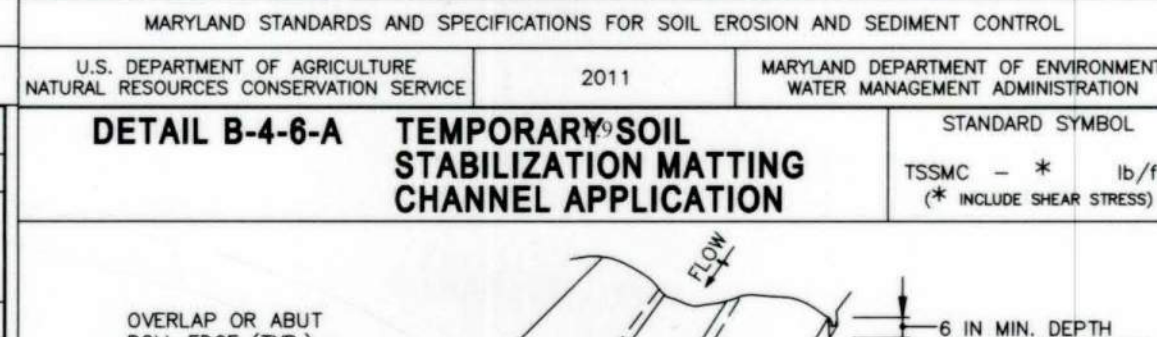 MARYLAND STANDARDS AND SPECIFICATIONS FOR SOIL EROSION AND SEDIMENT CONTROL
U.S. DEPARTMENT OF AGRICULTURE
NATURAL RESOURCES CONSERVATION SERVICE
2011
MARYLAND DEPARTMENT OF ENVIRONMENT
WATER MANAGEMENT ADMINISTRATION
DETAIL B-4-6-A TEMPORARY SOIL
STABILIZATION MATTING
CHANNEL APPLICATION
STANDARD SYMBOL
TSSMC - * lb/f
(* INCLUDE SHEAR STRESS)
FLOW
OVERLAP OR ABUT
6 IN MIN. DEPTH